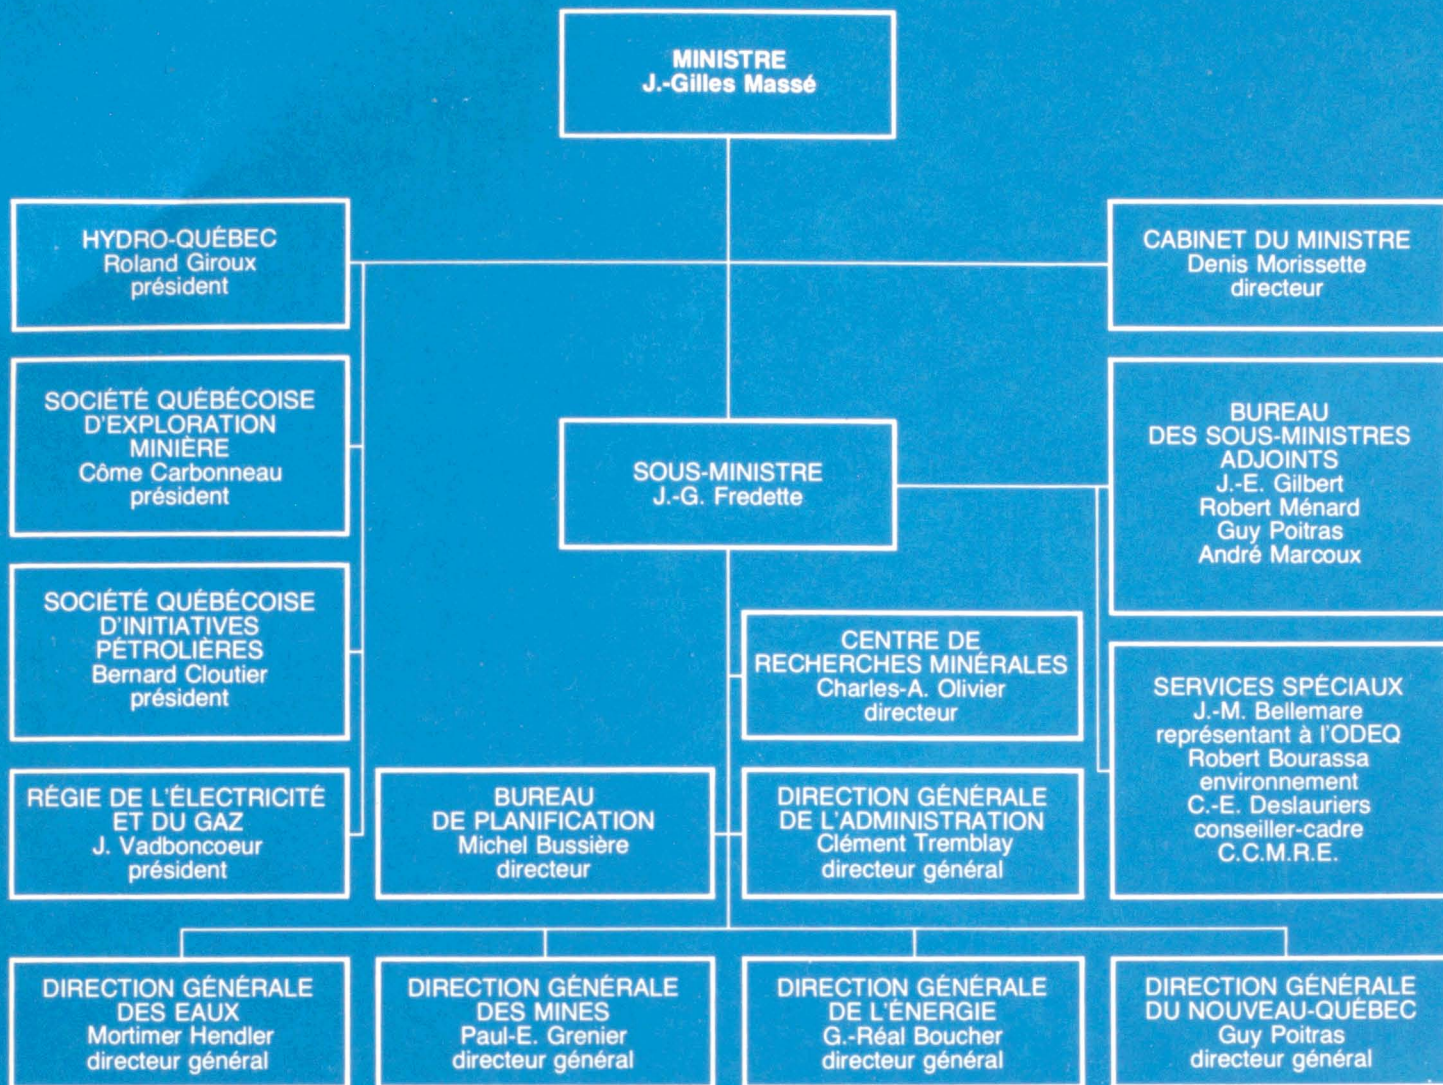 MINISTRE
J.-Gilles Massé
HYDRO-QUÉBEC
Roland Giroux
président
CABINET DU MINISTRE
Denis Morissette
directeur
SOCIÉTÉ QUÉBÉCOISE
D'EXPLORATION
MINIÈRE
Côme Carbonneau
président
SOUS-MINISTRE
J.-G. Fredette
BUREAU
DES SOUS-MINISTRES
ADJOINTS
J.-E. Gilbert
Robert Ménard
Guy Poitras
André Marcoux
SOCIÉTÉ QUÉBÉCOISE
D'INITIATIVES
PÉTROLIÈRES
Bernard Cloutier
président
CENTRE DE
RECHERCHES MINÉRALES
Charles-A. Olivier
directeur
SERVICES SPÉCIAUX
J.-M. Bellemare
représentant à l'ODEQ
Robert Bourassa
environnement
C.-E. Deslauriers
conseiller-cadre
C.C.M.R.E.
RÉGIE DE L'ÉLECTRICITÉ
ET DU GAZ
J. Vadboncoeur
président
BUREAU
DE PLANIFICATION
Michel Bussière
directeur
DIRECTION GÉNÉRALE
DE L'ADMINISTRATION
Clément Tremblay
directeur général
DIRECTION GÉNÉRALE
DES EAUX
Mortimer Hendler
directeur général
DIRECTION GÉNÉRALE
DES MINES
Paul-E. Grenier
directeur général
DIRECTION GÉNÉRALE
DE L'ÉNERGIE
G.-Réal Boucher
directeur général
DIRECTION GÉNÉRALE
DU NOUVEAU-QUÉBEC
Guy Poitras
directeur général